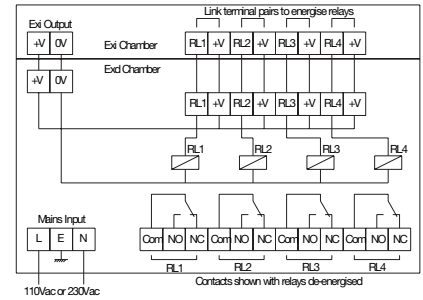 Link terminal pairs to energise relays
Exi Output
+V 0V Exi Chamber RL1 +V RL2 +V RL3 +V RL4 +V
Exd Chamber
+V 0V
RL1 +V RL2 +V RL3 +V RL4 +V
RL1 RL2 RL3 RL4
Mains Input
L E N Com NO NC Com NO NC Com NO NC Com NO NC
RL1 RL2 RL3 RL4
Contacts shown with relays de-energised
110Vac or 230Vac